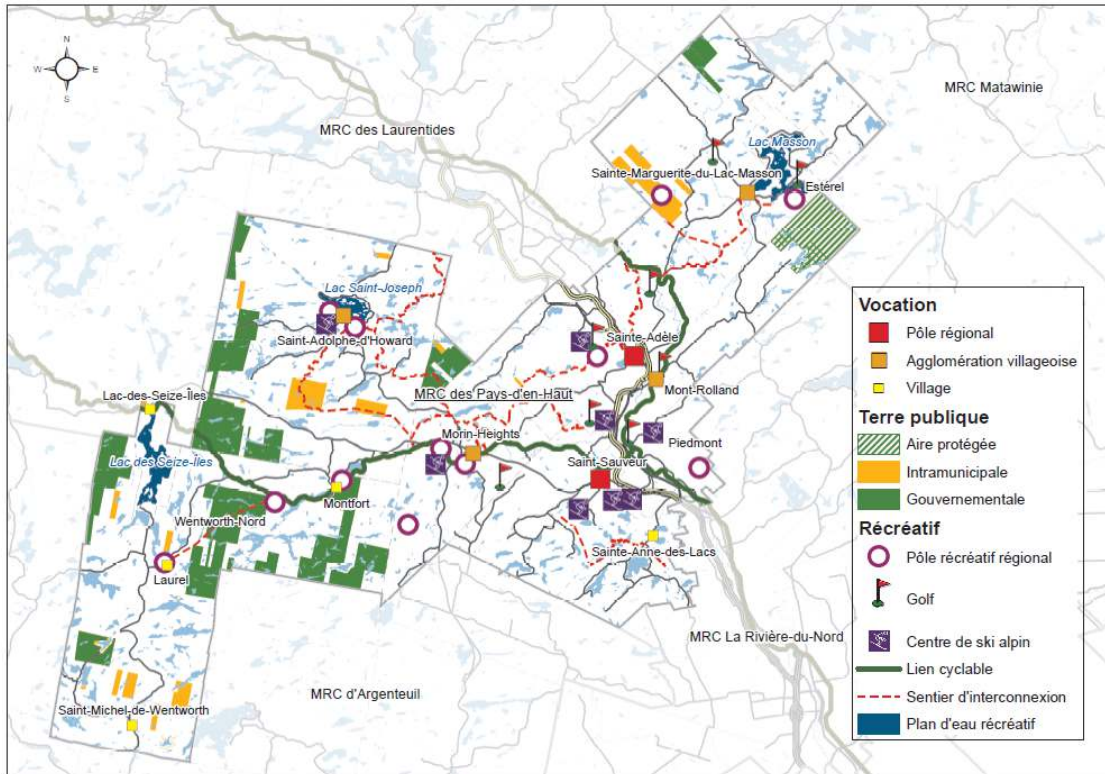 N
W E
S
MRC Matawinie
MRC des Laurentides
Lac Masson
Sainte-Marguerite-du-Lac-Masson
Estérel
Lac Saint-Joseph
Saint-Adolphe-d'Howard
Sainte-Adèle
Lac-des-Seize-Îles
MRC des Pays-d'en-Haut
Mont-Rolland
Morin-Heights
Piedmont
Lac des Seize-Îles
Saint-Sauveur
Montfort
Wentworth-Nord
Sainte-Anne-des-Lacs
Laurel
MRC La Rivière-du-Nord
MRC d'Argenteuil
Saint-Michel-de-Wentworth
Vocation
Pôle régional
Agglomération villageoise
Village
Terre publique
Aire protégée
Intramunicipale
Gouvernementale
Récréatif
Pôle récréatif régional
Golf
Centre de ski alpin
Lien cyclable
Sentier d'interconnexion
Plan d'eau récréatif